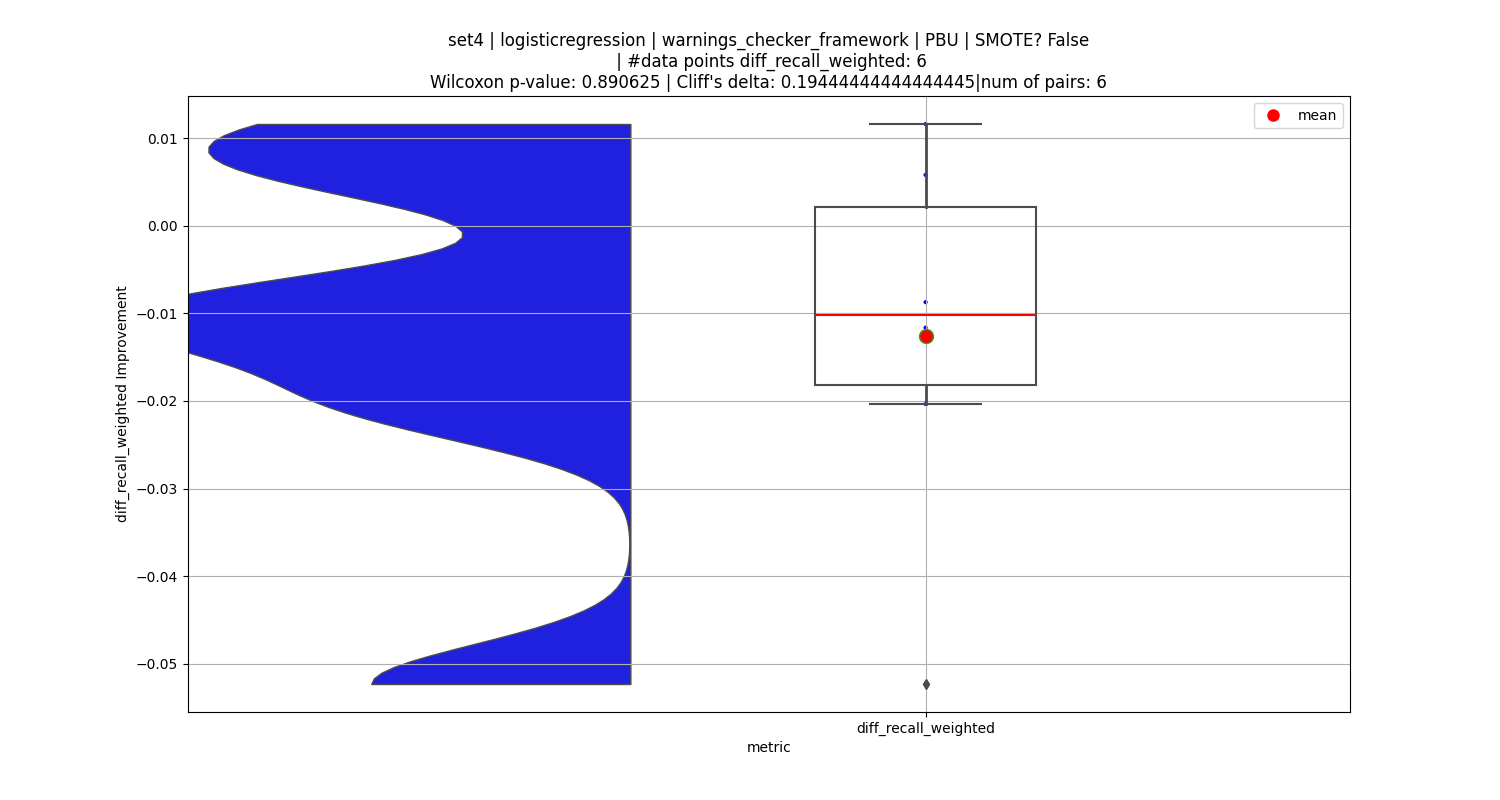 set4 | logisticregression | warnings_checker_framework | PBU | SMOTE? False
| #data points diff_recall_weighted: 6
Wilcoxon p-value: 0.890625 | Cliff's delta: 0.19444444444444445|num of pairs: 6
mean
0.01
0.00
−0.01
−0.02
−0.03
−0.04
−0.05
diff_recall_weighted Improvement
diff_recall_weighted
metric